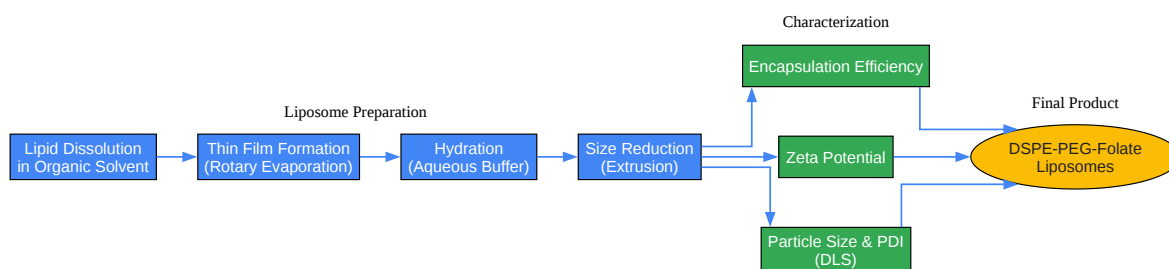 Characterization
Encapsulation Efficiency
Liposome Preparation
Final Product
Lipid Dissolution
in Organic Solvent
Thin Film Formation
(Rotary Evaporation)
Hydration
(Aqueous Buffer)
Size Reduction
(Extrusion)
Zeta Potential
DSPE-PEG-Folate
Liposomes
Particle Size & PDI
(DLS)